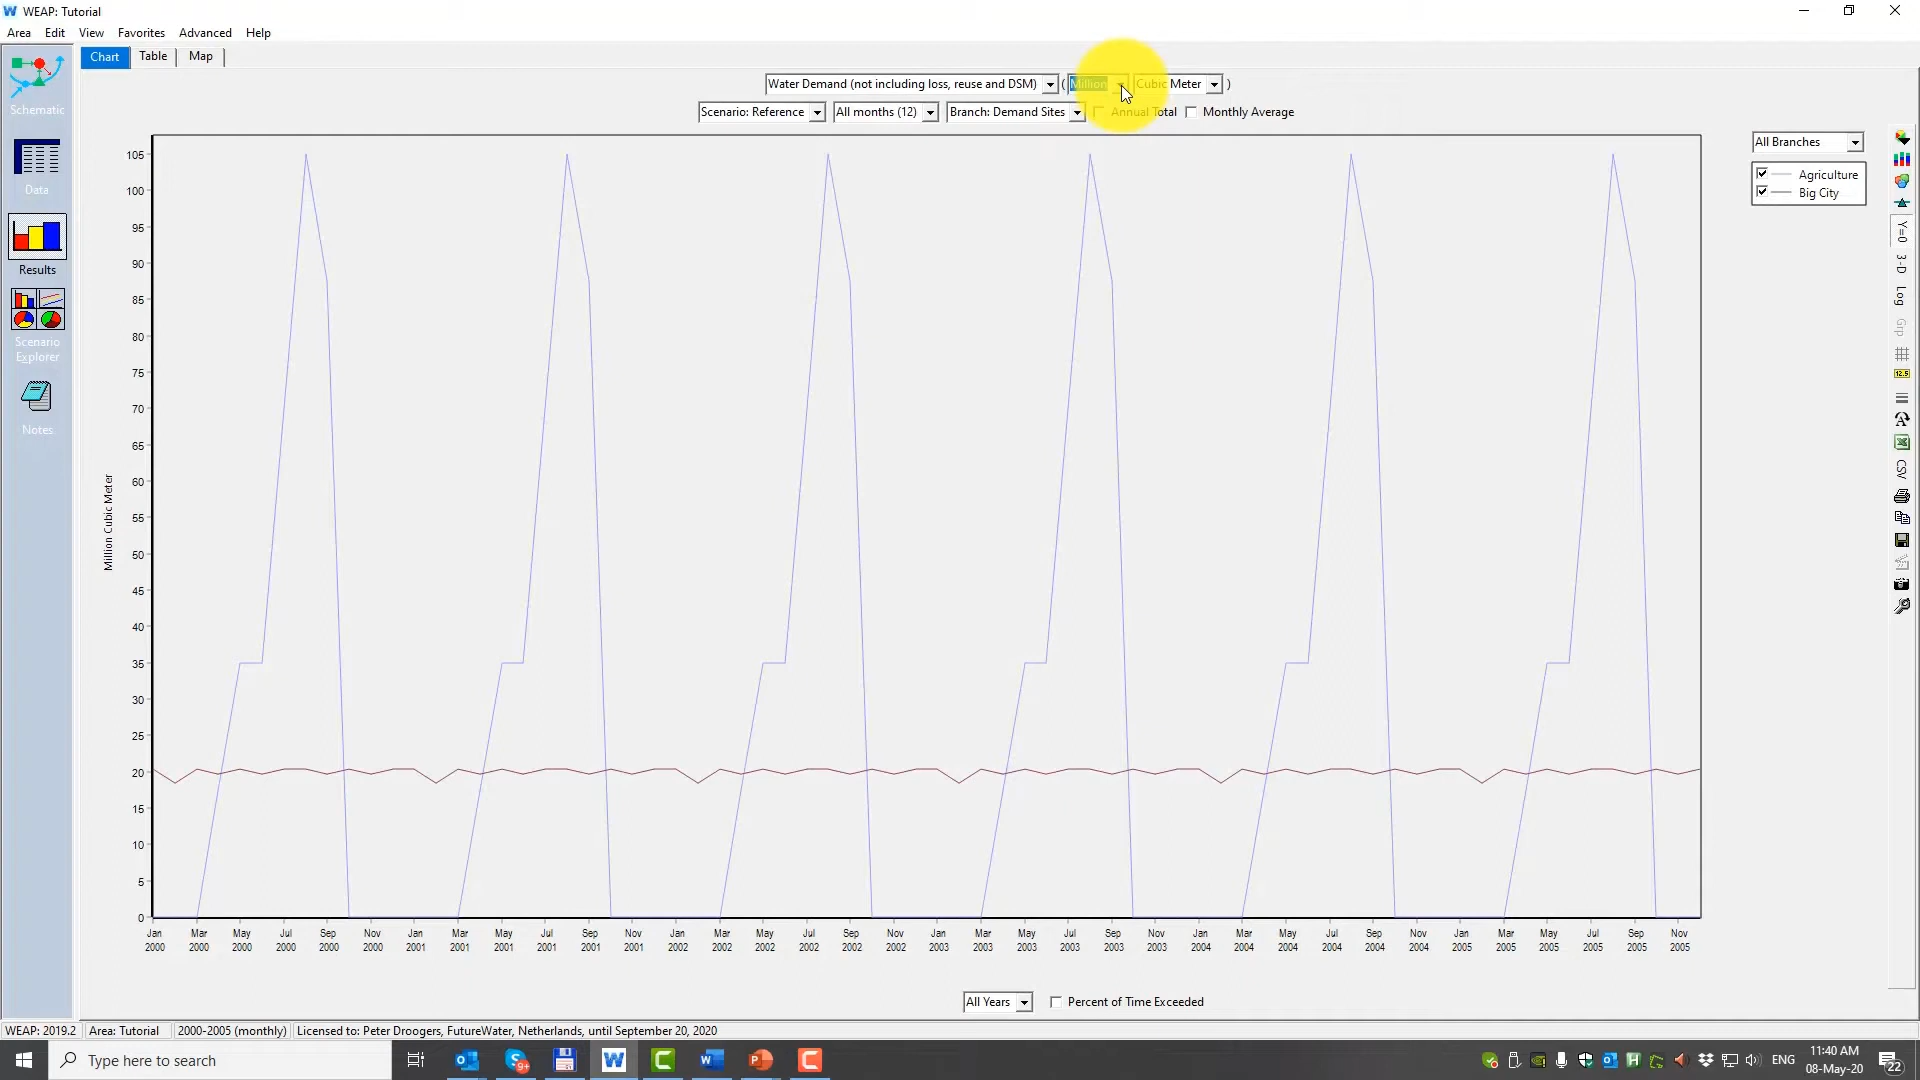 WEAP: Tutorial
Area Edit View Favorites Advanced Help
Chart Table Map
Water Demand (not including loss, reuse and DSM) ( Million Cubic Meter )
Scenario: Reference All months (12) Branch: Demand Sites Annual Total Monthly Average
Schematic
Data
Results
Scenario
Explorer
Notes
All Branches
Agriculture
Big City
Y=0
3-D
Log
Grp
12.5
CSV
Million Cubic Meter
105
100
95
90
85
80
75
70
65
60
55
50
45
40
35
30
25
20
15
10
5
0
Jan Mar May Jul Sep Nov Jan Mar May Jul Sep Nov Jan Mar May Jul Sep Nov Jan Mar May Jul Sep Nov Jan Mar May Jul Sep Nov Jan Mar May Jul Sep Nov
2000 2000 2000 2000 2000 2000 2001 2001 2001 2001 2001 2001 2002 2002 2002 2002 2002 2002 2003 2003 2003 2003 2003 2003 2004 2004 2004 2004 2004 2004 2005 2005 2005 2005 2005 2005
All Years Percent of Time Exceeded
WEAP: 2019.2 Area: Tutorial 2000-2005 (monthly) Licensed to: Peter Droogers, FutureWater, Netherlands, until September 20, 2020
Type here to search
ENG
11:40 AM
08-May-20
22